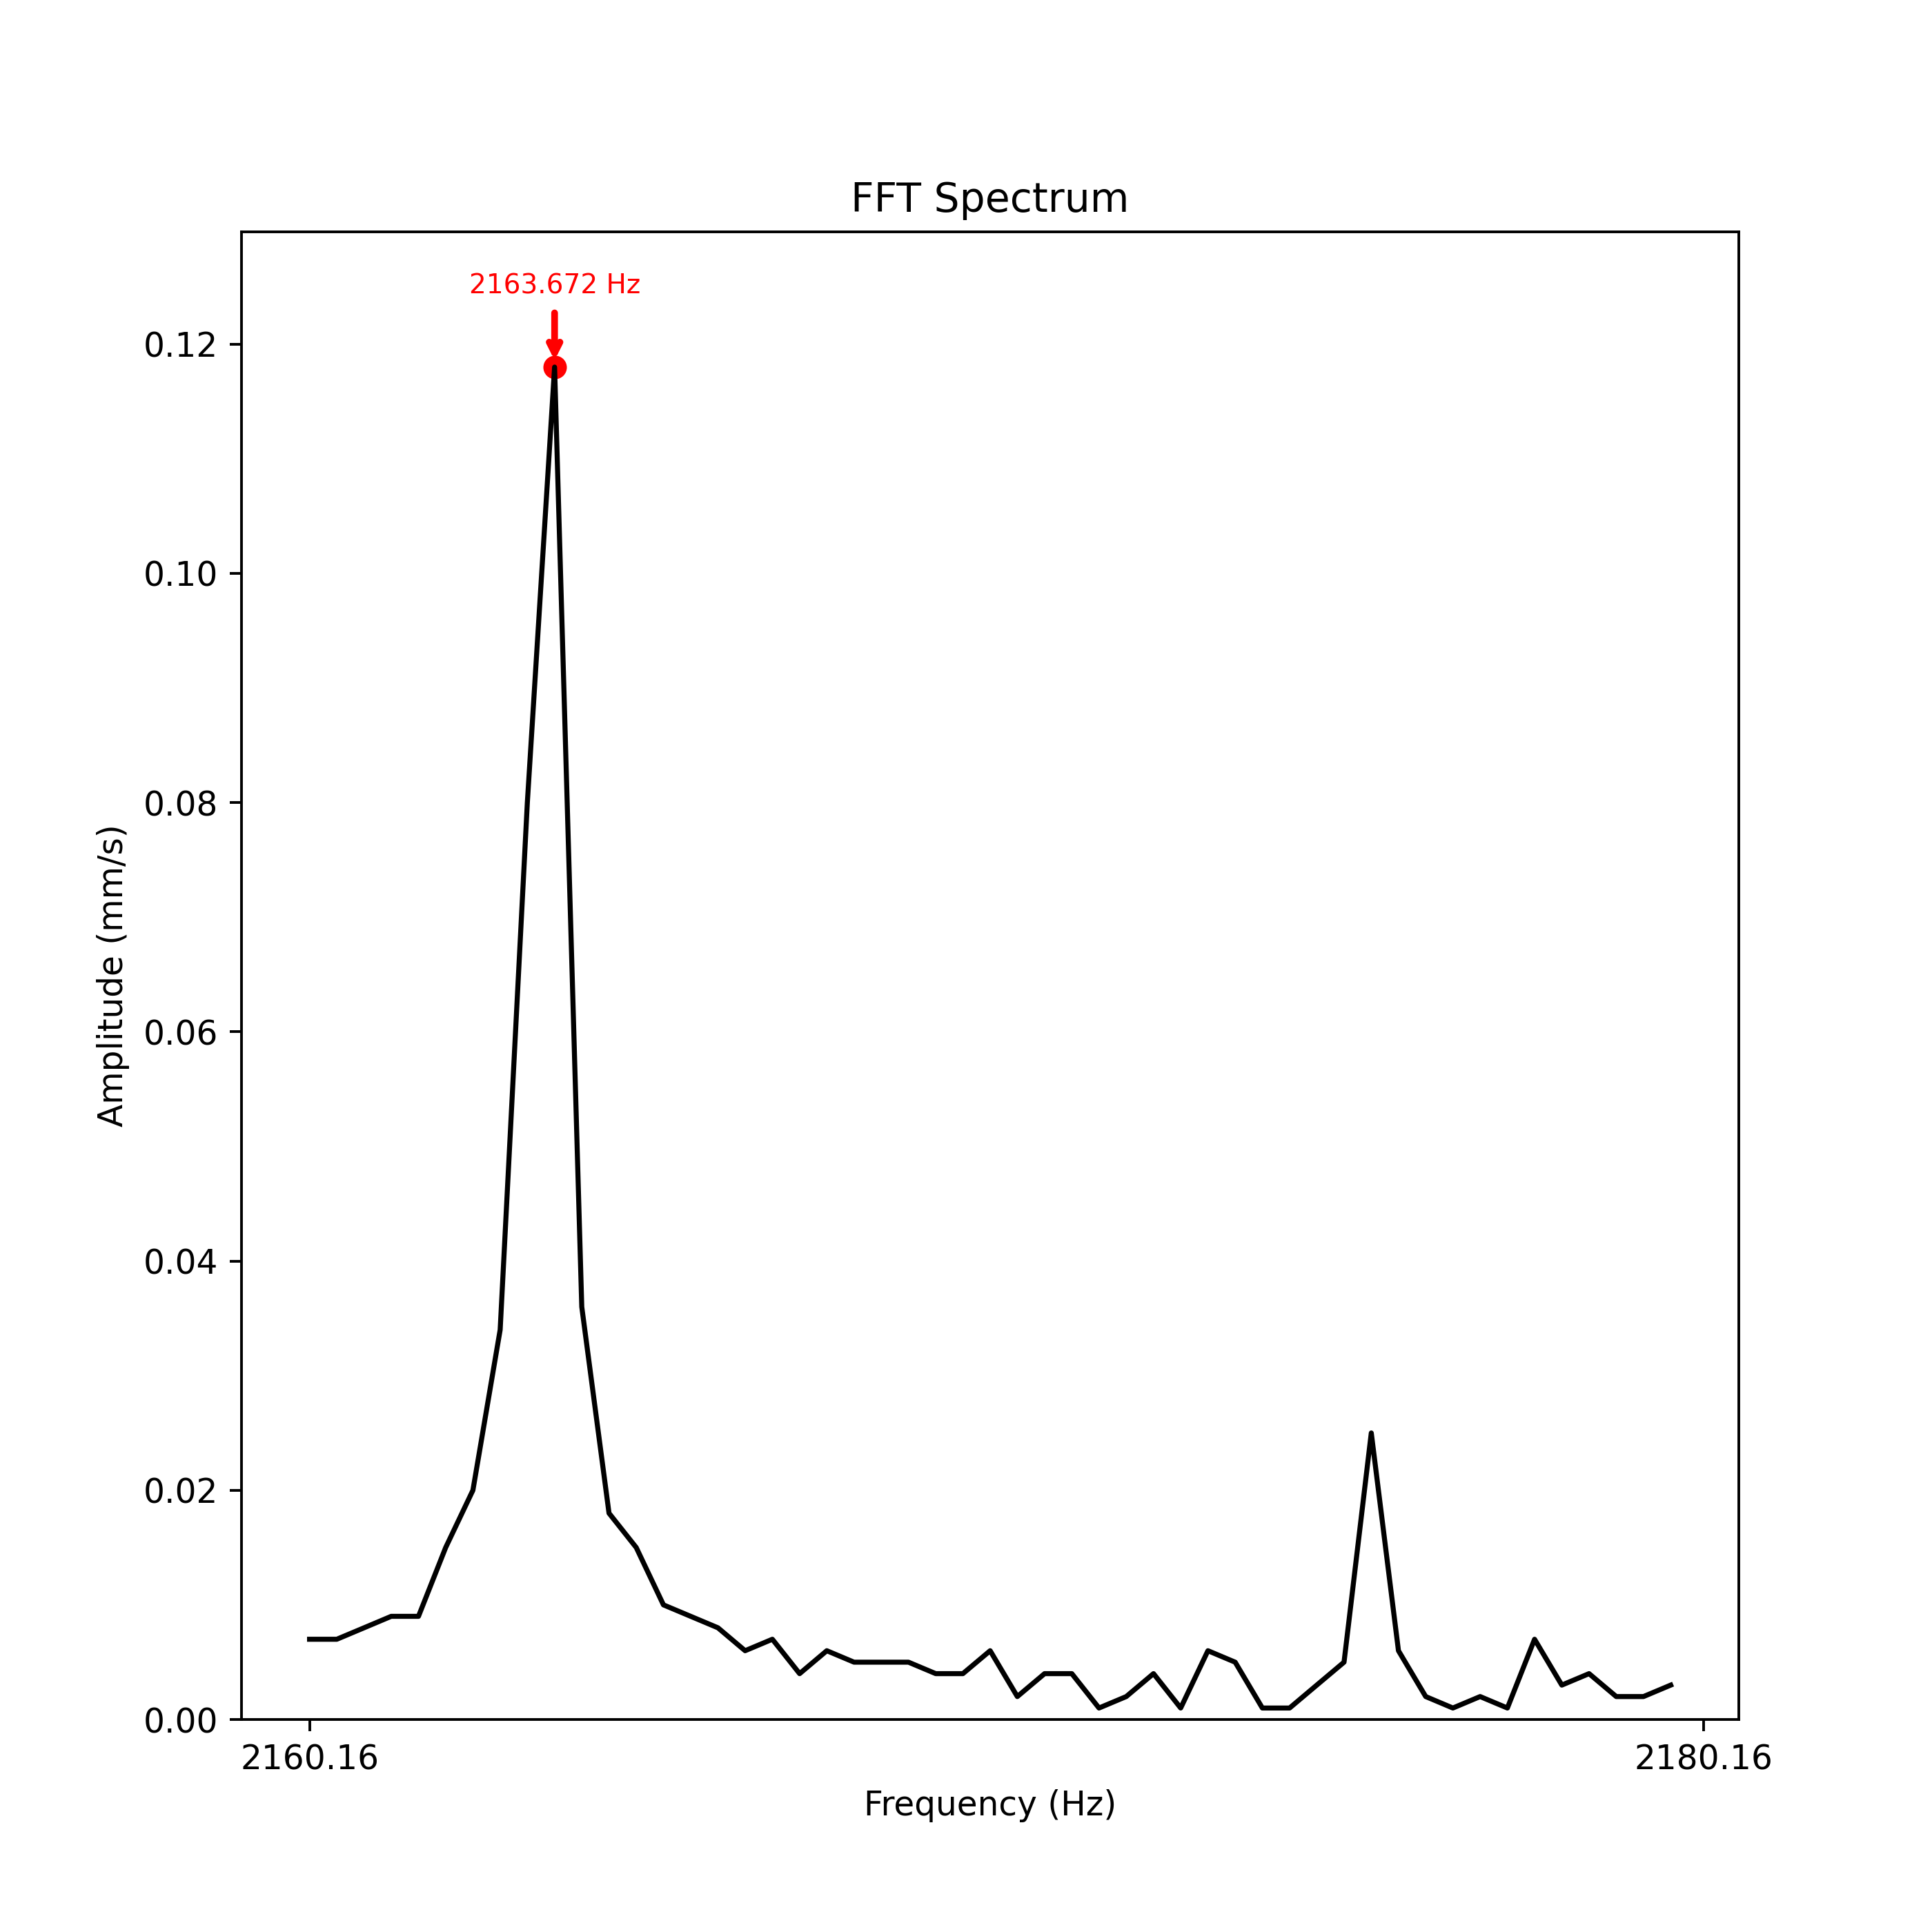 FFT Spectrum
2163.672 Hz
0.12
0.10
0.08
0.06
0.04
0.02
0.00
Amplitude (mm/s)
2160.16
2180.16
Frequency (Hz)